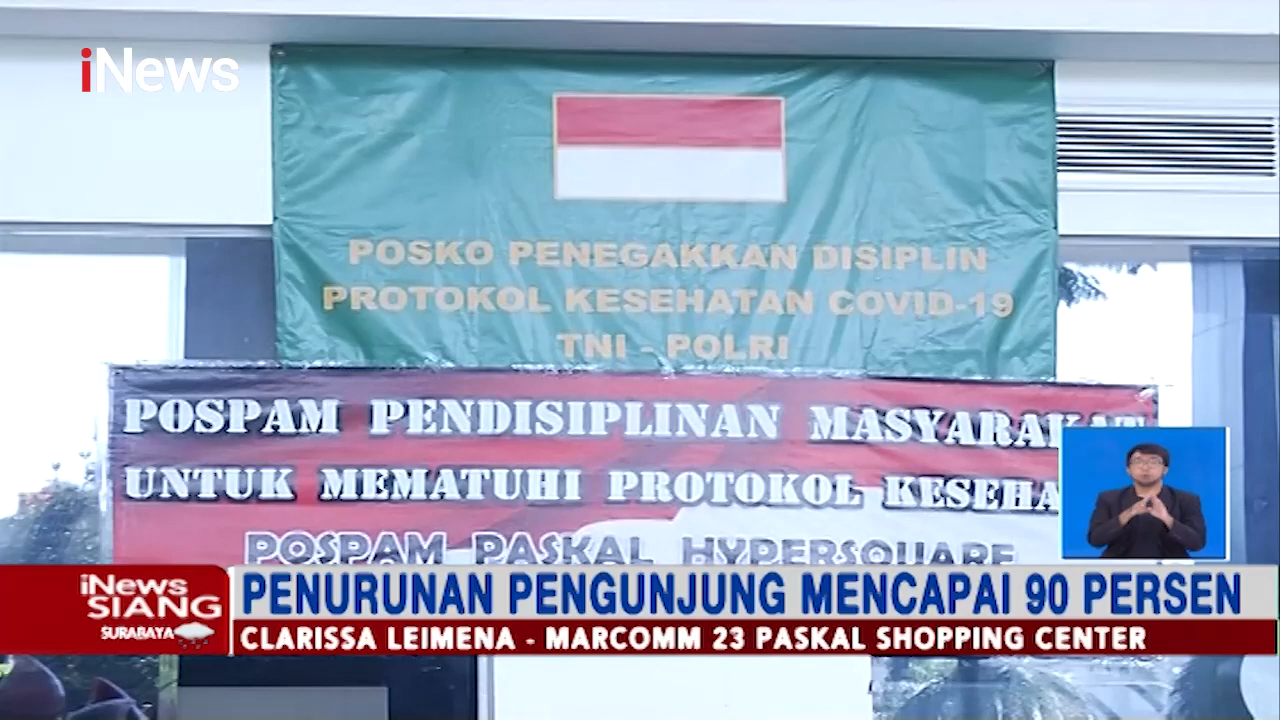 iNews
POSKO PENEGAKKAN DISIPLIN
PROTOKOL KESEHATAN COVID-19
TNI - POLRI
POSPAM PENDISIPLINAN MASYARAKAT
UNTUK MEMATUHI PROTOKOL
POSPAM PASKAL HYPERSQUARE
iNews
SIANG
SURABAYA
PENURUNAN PENGUNJUNG MENCAPAI 90 PERSEN
CLARISSA LEIMENA - MARCOMM 23 PASKAL SHOPPING CENTER